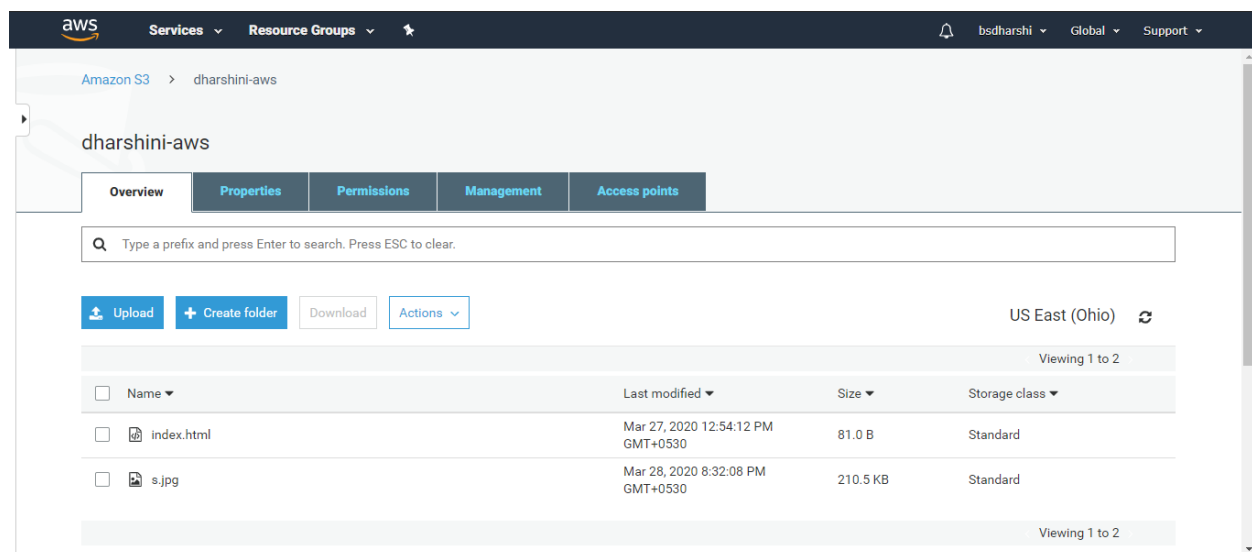 aws Services Resource Groups bsdharshi Global Support
Amazon S3 > dharshini-aws
dharshini-aws
Overview Properties Permissions Management Access points
Type a prefix and press Enter to search. Press ESC to clear.
Upload + Create folder Download Actions US East (Ohio)
Viewing 1 to 2
Name Last modified Size Storage class
index.html Mar 27, 2020 12:54:12 PM GMT+0530 81.0 B Standard
s.jpg Mar 28, 2020 8:32:08 PM GMT+0530 210.5 KB Standard
Viewing 1 to 2